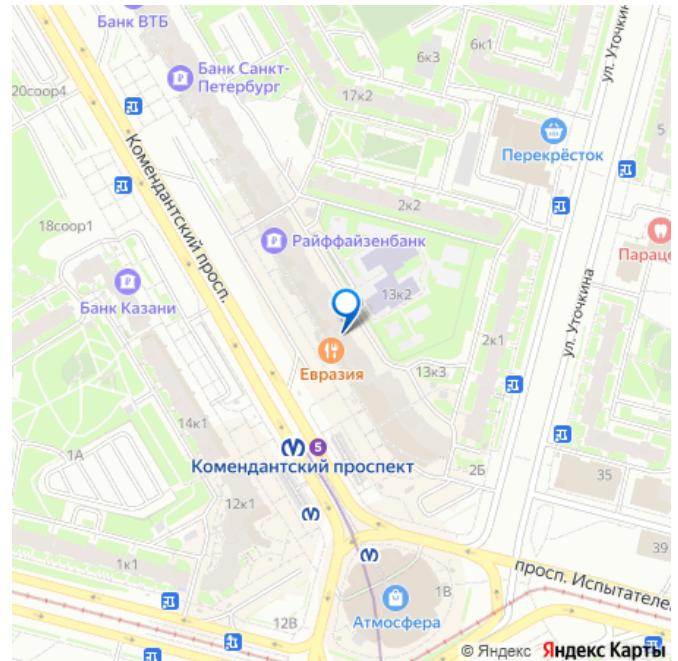 Банк ВТБ
6к3
6к1
ул. Уточкина
Банк Санкт-
Петербург
20соор4
17к2
5
Перекрёсток
Комендантский просп.
2к2
18соор1
Райффайзенбанк
Параце
Банк Казани
13к2
ул. Уточкина
2к1
Евразия
13к3
14к1
5
1А
Комендантский проспект
2Б
35
12к1
39
1к1
просп. Испытателе
12В
1В
Атмосфера
© Яндекс Яндекс Карты